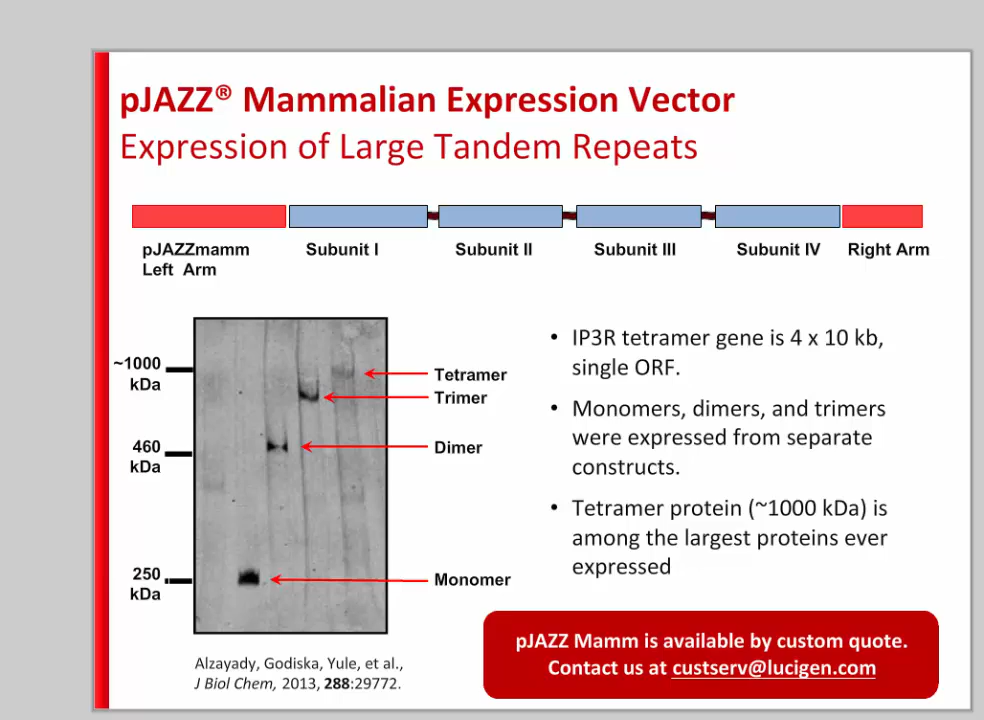 pJAZZ® Mammalian Expression Vector
Expression of Large Tandem Repeats
pJAZZmamm
Left Arm
Subunit I
Subunit II
Subunit III
Subunit IV
Right Arm
~1000
kDa
460
kDa
250
kDa
Tetramer
Trimer
Dimer
Monomer
• IP3R tetramer gene is 4 x 10 kb,
single ORF.
• Monomers, dimers, and trimers
were expressed from separate
constructs.
• Tetramer protein (~1000 kDa) is
among the largest proteins ever
expressed
Alzayady, Godiska, Yule, et al.,
J Biol Chem, 2013, 288:29772.
pJAZZ Mamm is available by custom quote.
Contact us at custserv@lucigen.com